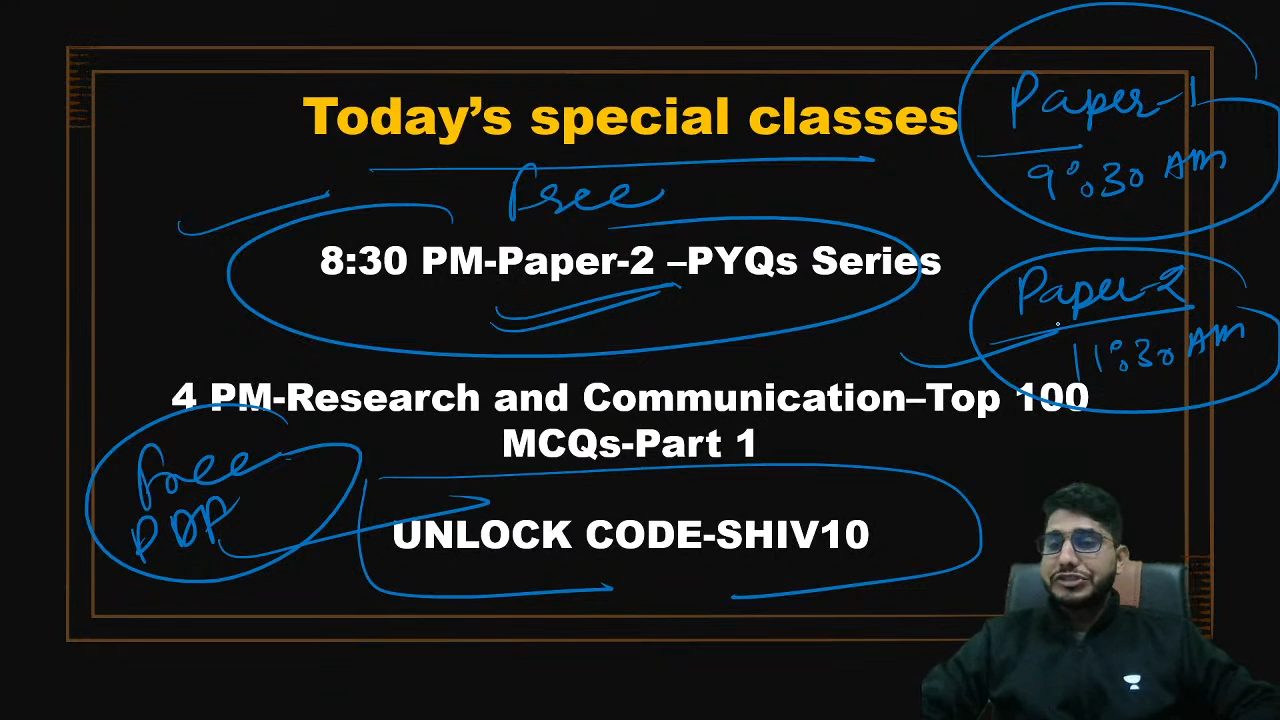 Today’s special classes
Paper-1
9:30 AM
Free
8:30 PM-Paper-2 –PYQs Series
Paper-2
11:30 AM
4 PM-Research and Communication–Top 100
MCQs-Part 1
Free
PDF
UNLOCK CODE-SHIV10